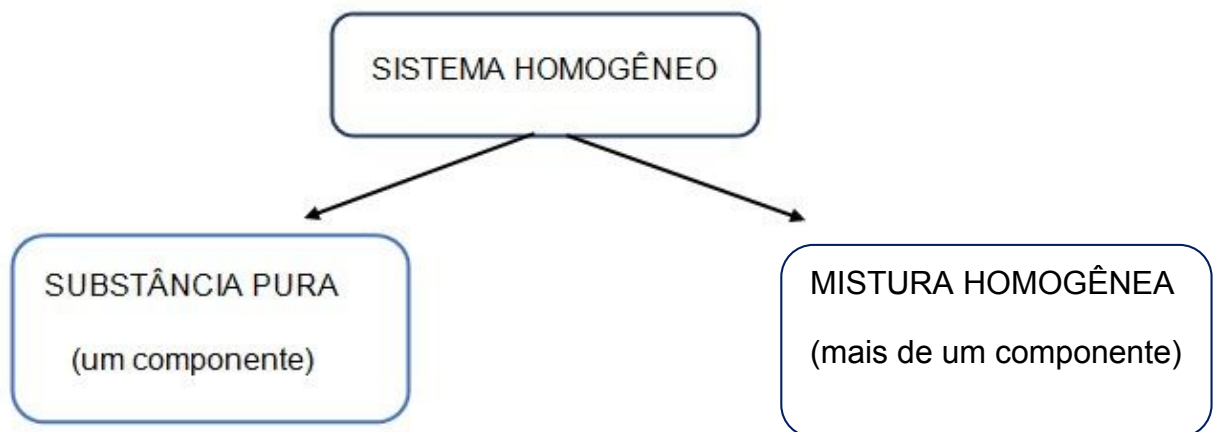 SISTEMA HOMOGÊNEO
SUBSTÂNCIA PURA
(um componente)
MISTURA HOMOGÊNEA
(mais de um componente)